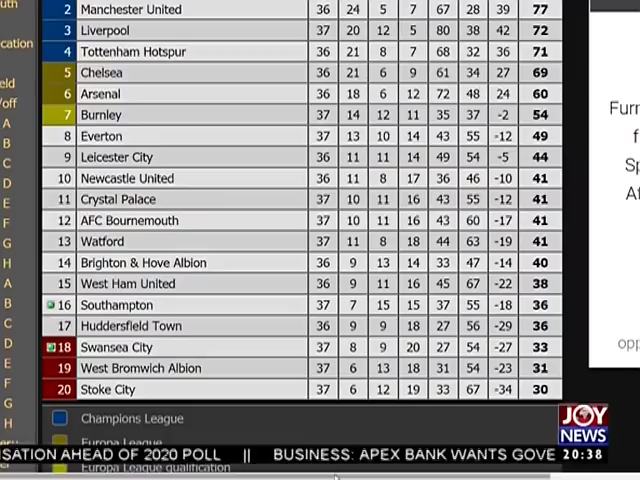 2 Manchester United 36 24 5 7 67 28 39 77
3 Liverpool 37 20 12 5 80 38 42 72
4 Tottenham Hotspur 36 21 8 7 68 32 36 71
5 Chelsea 36 21 6 9 61 34 27 69
6 Arsenal 36 18 6 12 72 48 24 60
7 Burnley 37 14 12 11 35 37 -2 54
8 Everton 37 13 10 14 43 55 -12 49
9 Leicester City 36 11 11 14 49 54 -5 44
10 Newcastle United 36 11 8 17 36 46 -10 41
11 Crystal Palace 37 10 11 16 43 55 -12 41
12 AFC Bournemouth 37 10 11 16 43 60 -17 41
13 Watford 37 11 8 18 44 63 -19 41
14 Brighton & Hove Albion 36 9 13 14 33 47 -14 40
15 West Ham United 36 9 11 16 45 67 -22 38
16 Southampton 37 7 15 15 37 55 -18 36
17 Huddersfield Town 36 9 9 18 27 56 -29 36
18 Swansea City 37 8 9 20 27 54 -27 33
19 West Bromwich Albion 37 6 13 18 31 54 -23 31
20 Stoke City 37 6 12 19 33 67 -34 30
Champions League
Europa League
Europa League qualification
uth
ocation
eld
/off
A
B
C
D
E
F
G
H
A
B
C
D
E
F
G
H
Furr
f
Sp
Af
opp
JOY
NEWS
20:38
ISATION AHEAD OF 2020 POLL || BUSINESS: APEX BANK WANTS GOVE